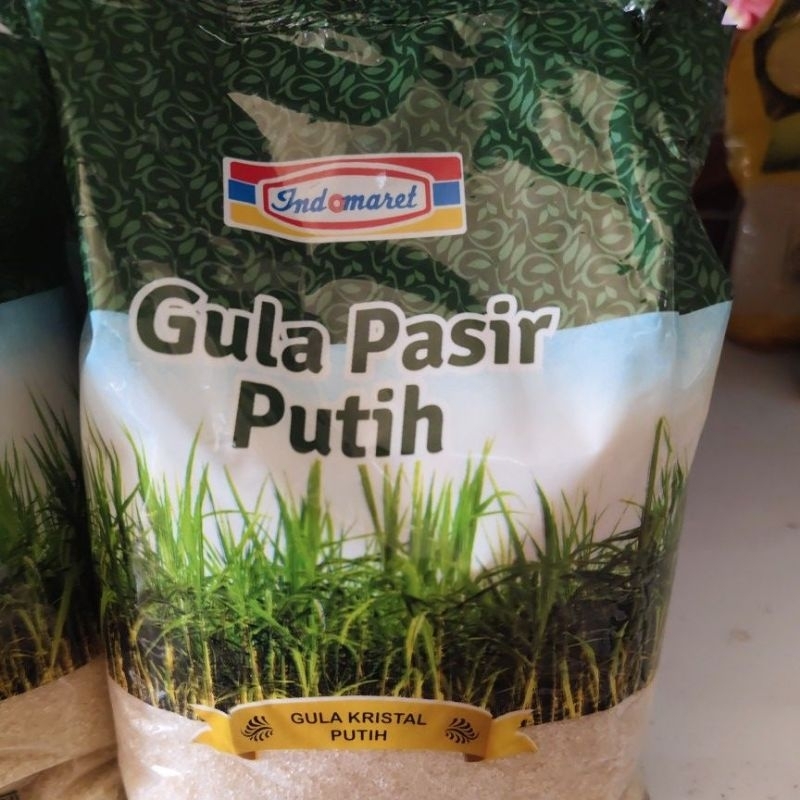 Indomaret
Gula Pasir
Putih
GULA KRISTAL
PUTIH